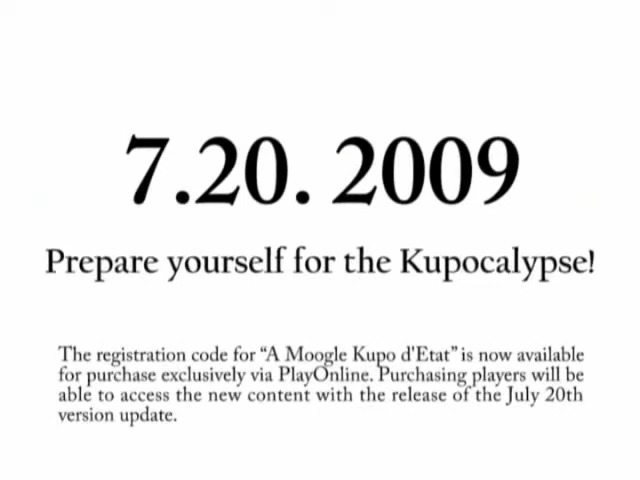 7.20. 2009
Prepare yourself for the Kupocalypse!
The registration code for “A Moogle Kupo d'Etat” is now available
for purchase exclusively via PlayOnline. Purchasing players will be
able to access the new content with the release of the July 20th
version update.